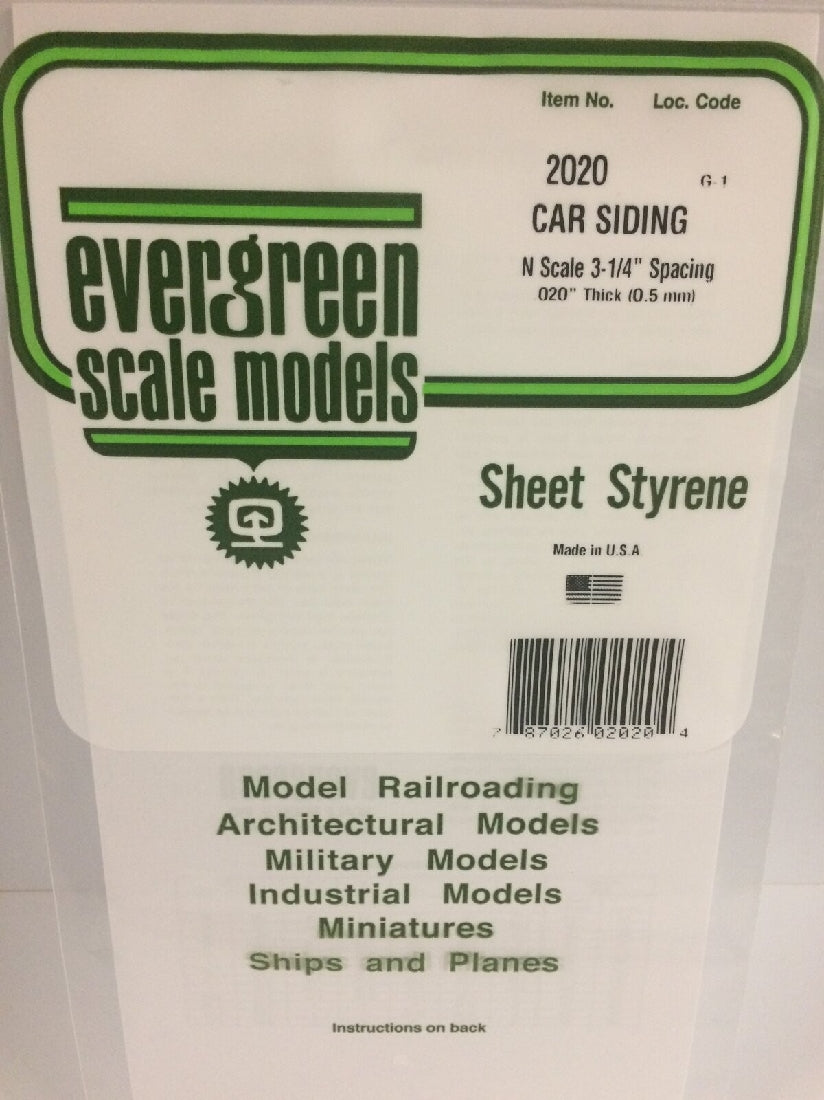 Item No. Loc. Code
2020 G-1
CAR SIDING
N Scale 3-1/4" Spacing
.020" Thick (0.5 mm)
evergreen
scale models
Sheet Styrene
Made in U.S.A.
7 87026 02020 4
Model Railroading
Architectural Models
Military Models
Industrial Models
Miniatures
Ships and Planes
Instructions on back